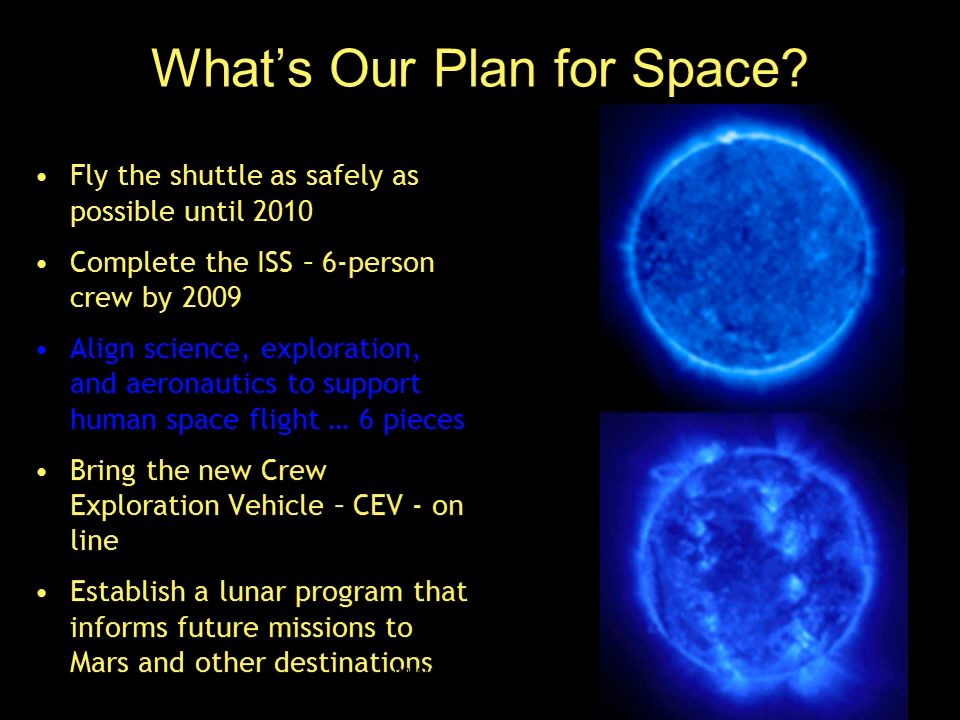 What’s Our Plan for Space?
• Fly the shuttle as safely as
possible until 2010
• Complete the ISS – 6-person
crew by 2009
• Align science, exploration,
and aeronautics to support
human space flight … 6 pieces
• Bring the new Crew
Exploration Vehicle – CEV - on
line
• Establish a lunar program that
informs future missions to
Mars and other destinations